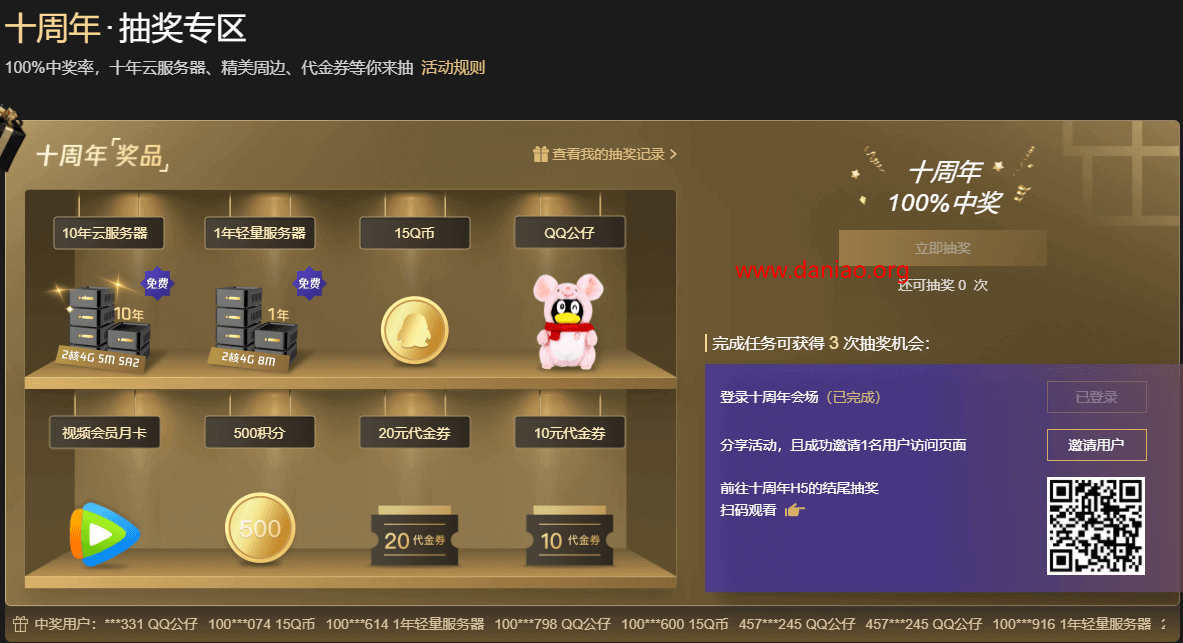 十周年·抽奖专区
100%中奖率，十年云服务器、精美周边、代金券等你来抽 活动规则
十周年「奖品」
查看我的抽奖记录 >
10年云服务器
1年轻量服务器
15Q币
QQ公仔
免费
10年
2核4G 5M SA2
免费
1年
2核4G 8M
视频会员月卡
500积分
20元代金券
10元代金券
500
20代金券
10代金券
十周年
100%中奖
立即抽奖
www.daniao.org
还可抽奖 0 次
完成任务可获得 3 次抽奖机会：
登录十周年会场（已完成）
已登录
分享活动，且成功邀请1名用户访问页面
邀请用户
前往十周年H5的结尾抽奖
扫码观看
中奖用户： ***331 QQ公仔 100***074 15Q币 100***614 1年轻量服务器 100***798 QQ公仔 100***600 15Q币 457***245 QQ公仔 457***245 QQ公仔 100***916 1年轻量服务器